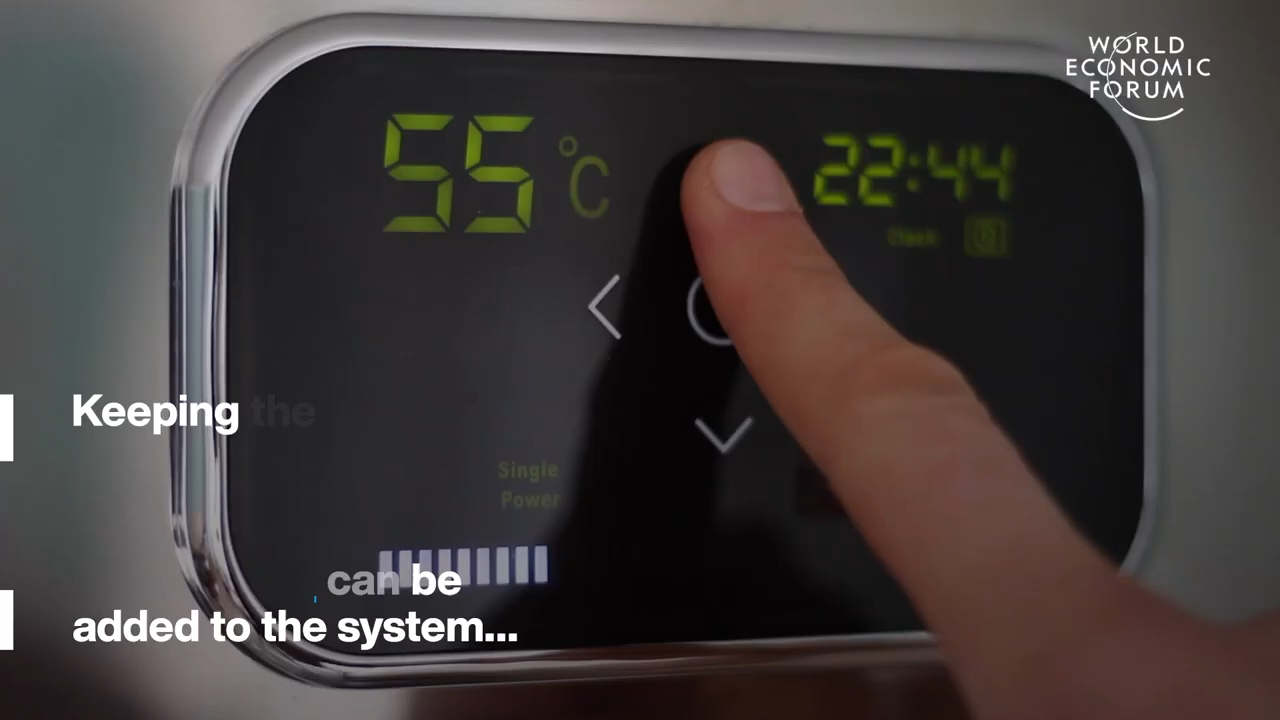 WORLD
ECONOMIC
FORUM
55 °C
22:44
Clock
Keeping the
Single
Power
can be
added to the system...